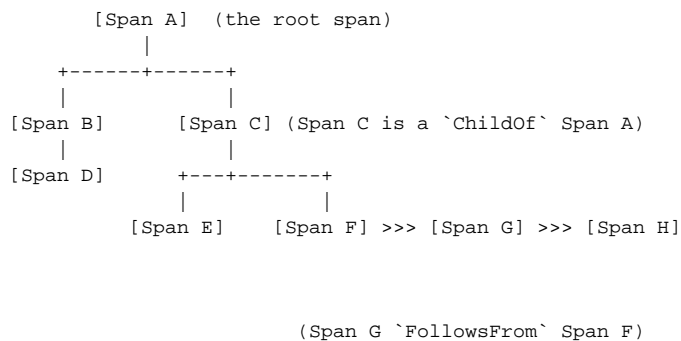 [Span A] (the root span)
|
+------+------+
| |
[Span B] [Span C] (Span C is a `ChildOf` Span A)
| |
[Span D] +---+-------+
| |
[Span E] [Span F] >>> [Span G] >>> [Span H]
(Span G `FollowsFrom` Span F)